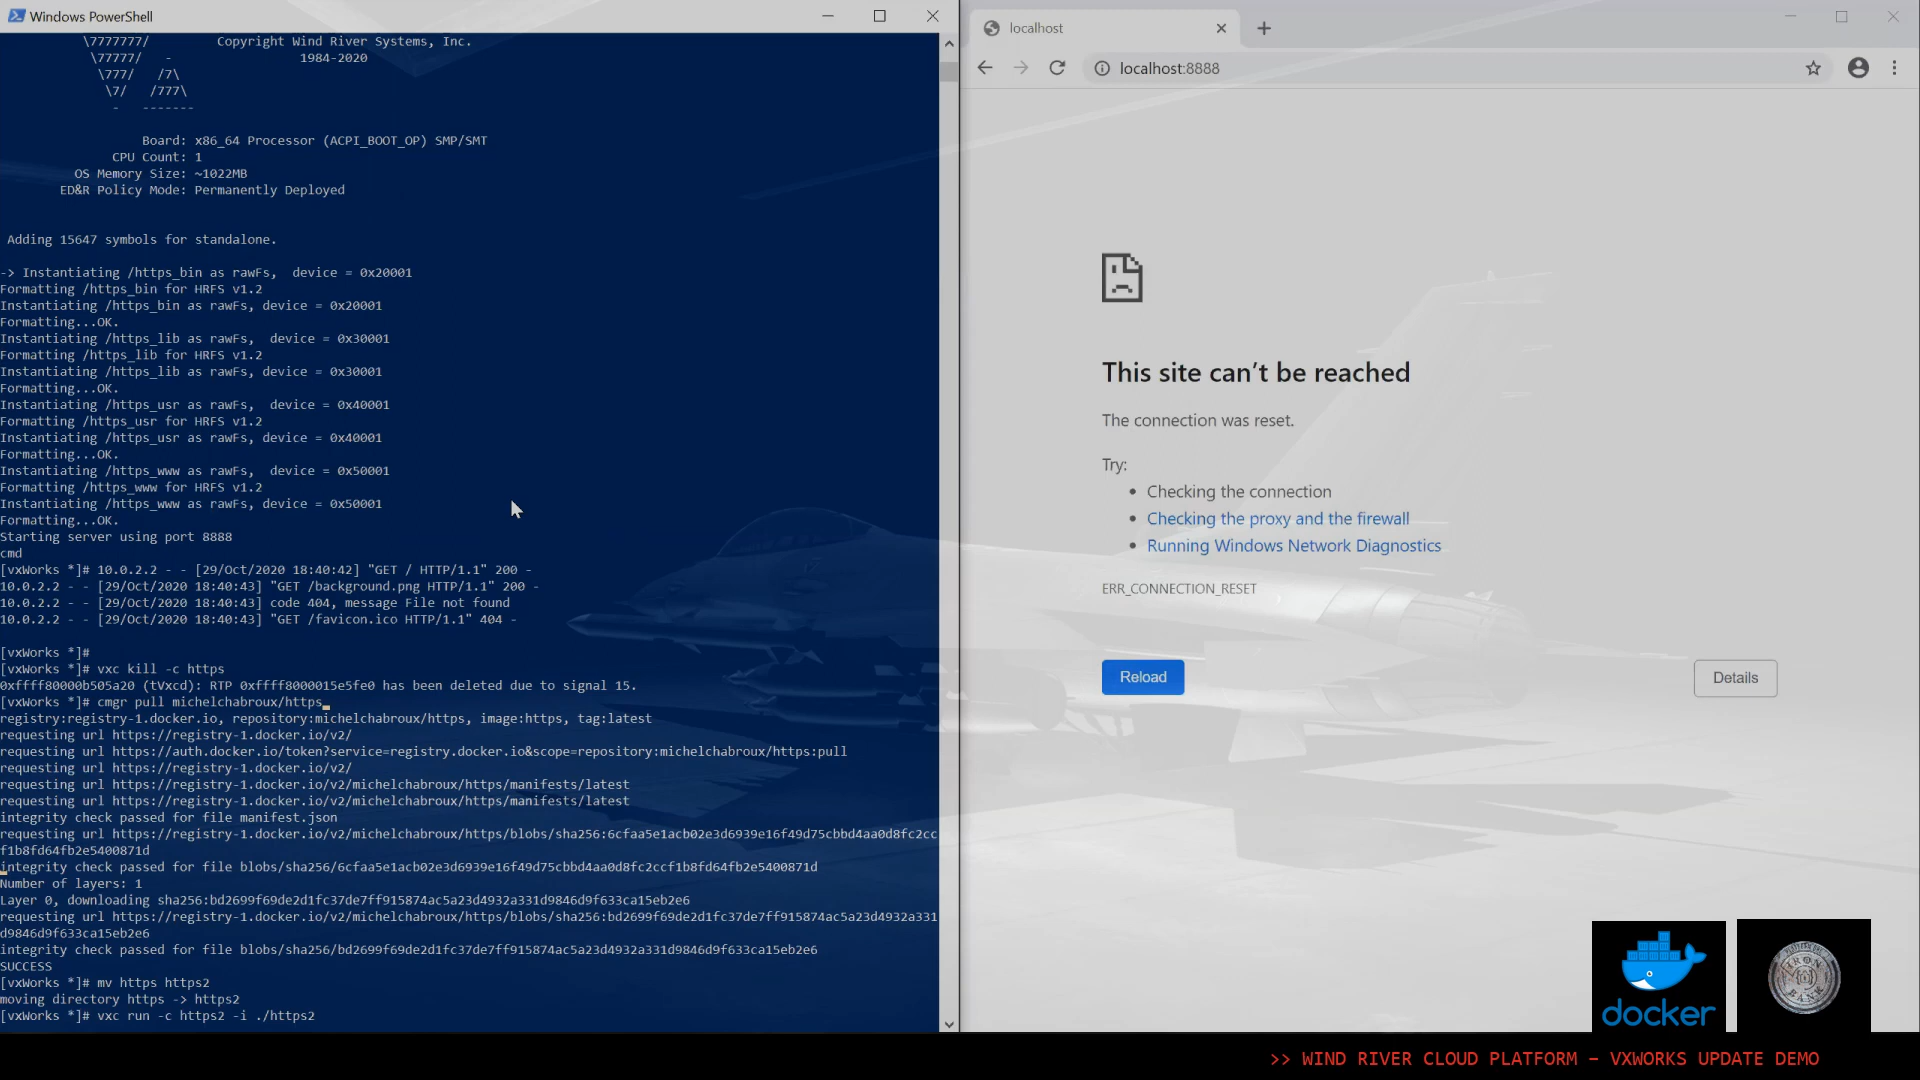 Windows PowerShell
\7777777/ Copyright Wind River Systems, Inc.
\77777/ - 1984-2020
\777/ /7\
\7/ /777\
- -------
Board: x86_64 Processor (ACPI_BOOT_OP) SMP/SMT
CPU Count: 1
OS Memory Size: ~1022MB
ED&R Policy Mode: Permanently Deployed
Adding 15647 symbols for standalone.
-> Instantiating /https_bin as rawFs, device = 0x20001
Formatting /https_bin for HRFS v1.2
Instantiating /https_bin as rawFs, device = 0x20001
Formatting...OK.
Instantiating /https_lib as rawFs, device = 0x30001
Formatting /https_lib for HRFS v1.2
Instantiating /https_lib as rawFs, device = 0x30001
Formatting...OK.
Instantiating /https_usr as rawFs, device = 0x40001
Formatting /https_usr for HRFS v1.2
Instantiating /https_usr as rawFs, device = 0x40001
Formatting...OK.
Instantiating /https_www as rawFs, device = 0x50001
Formatting /https_www for HRFS v1.2
Instantiating /https_www as rawFs, device = 0x50001
Formatting...OK.
Starting server using port 8888
cmd
[vxWorks *]# 10.0.2.2 - - [29/Oct/2020 18:40:42] "GET / HTTP/1.1" 200 -
10.0.2.2 - - [29/Oct/2020 18:40:43] "GET /background.png HTTP/1.1" 200 -
10.0.2.2 - - [29/Oct/2020 18:40:43] code 404, message File not found
10.0.2.2 - - [29/Oct/2020 18:40:43] "GET /favicon.ico HTTP/1.1" 404 -
[vxWorks *]#
[vxWorks *]# vxc kill -c https
0xffff80000b505a20 (tVxcd): RTP 0xffff8000015e5fe0 has been deleted due to signal 15.
[vxWorks *]# cmgr pull michelchabroux/https
registry:registry-1.docker.io, repository:michelchabroux/https, image:https, tag:latest
requesting url https://registry-1.docker.io/v2/
requesting url https://auth.docker.io/token?service=registry.docker.io&scope=repository:michelchabroux/https:pull
requesting url https://registry-1.docker.io/v2/
requesting url https://registry-1.docker.io/v2/michelchabroux/https/manifests/latest
requesting url https://registry-1.docker.io/v2/michelchabroux/https/manifests/latest
integrity check passed for file manifest.json
requesting url https://registry-1.docker.io/v2/michelchabroux/https/blobs/sha256:6cfaa5e1acb02e3d6939e16f49d75cbbd4aa0d8fc2cc
f1b8fd64fb2e5400871d
integrity check passed for file blobs/sha256/6cfaa5e1acb02e3d6939e16f49d75cbbd4aa0d8fc2ccf1b8fd64fb2e5400871d
Number of layers: 1
Layer 0, downloading sha256:bd2699f69de2d1fc37de7ff915874ac5a23d4932a331d9846d9f633ca15eb2e6
requesting url https://registry-1.docker.io/v2/michelchabroux/https/blobs/sha256:bd2699f69de2d1fc37de7ff915874ac5a23d4932a331
d9846d9f633ca15eb2e6
integrity check passed for file blobs/sha256/bd2699f69de2d1fc37de7ff915874ac5a23d4932a331d9846d9f633ca15eb2e6
SUCCESS
[vxWorks *]# mv https https2
moving directory https -> https2
[vxWorks *]# vxc run -c https2 -i ./https2
localhost
localhost:8888
This site can’t be reached
The connection was reset.
Try:
• Checking the connection
• Checking the proxy and the firewall
• Running Windows Network Diagnostics
ERR_CONNECTION_RESET
Reload
Details
docker
IRON
BANK
>> WIND RIVER CLOUD PLATFORM – VXWORKS UPDATE DEMO